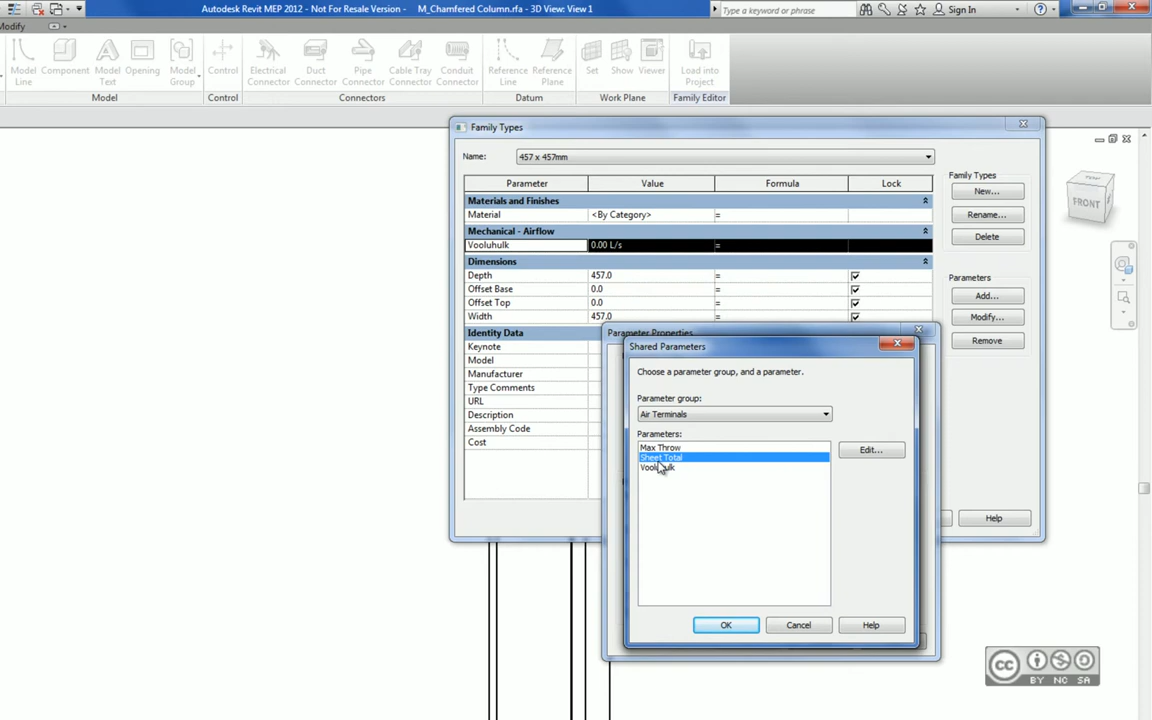 Autodesk Revit MEP 2012 - Not For Resale Version - M_Chamfered Column.rfa - 3D View: View 1
Type a keyword or phrase
Sign In
Modify
Model Line
Component
Model Text
Opening
Model Group
Control
Electrical Connector
Duct Connector
Pipe Connector
Cable Tray Connector
Conduit Connector
Reference Line
Reference Plane
Set
Show
Viewer
Load into Project
Model
Control
Connectors
Datum
Work Plane
Family Editor
Family Types
Name:
457 x 457mm
Parameter Value Formula Lock
Materials and Finishes
Material <By Category> =
Mechanical - Airflow
Vooluhulk 0.00 L/s =
Dimensions
Depth 457.0 =
Offset Base 0.0 =
Offset Top 0.0 =
Width 457.0 =
Identity Data
Keynote
Model
Manufacturer
Type Comments
URL
Description
Assembly Code
Cost
Family Types
New...
Rename...
Delete
Parameters
Add...
Modify...
Remove
Help
TOP
FRONT
Parameter Properties
Shared Parameters
Choose a parameter group, and a parameter.
Parameter group:
Air Terminals
Parameters:
Max Throw
Sheet Total
Vooluhulk
Edit...
OK
Cancel
Help
cc
BY NC SA